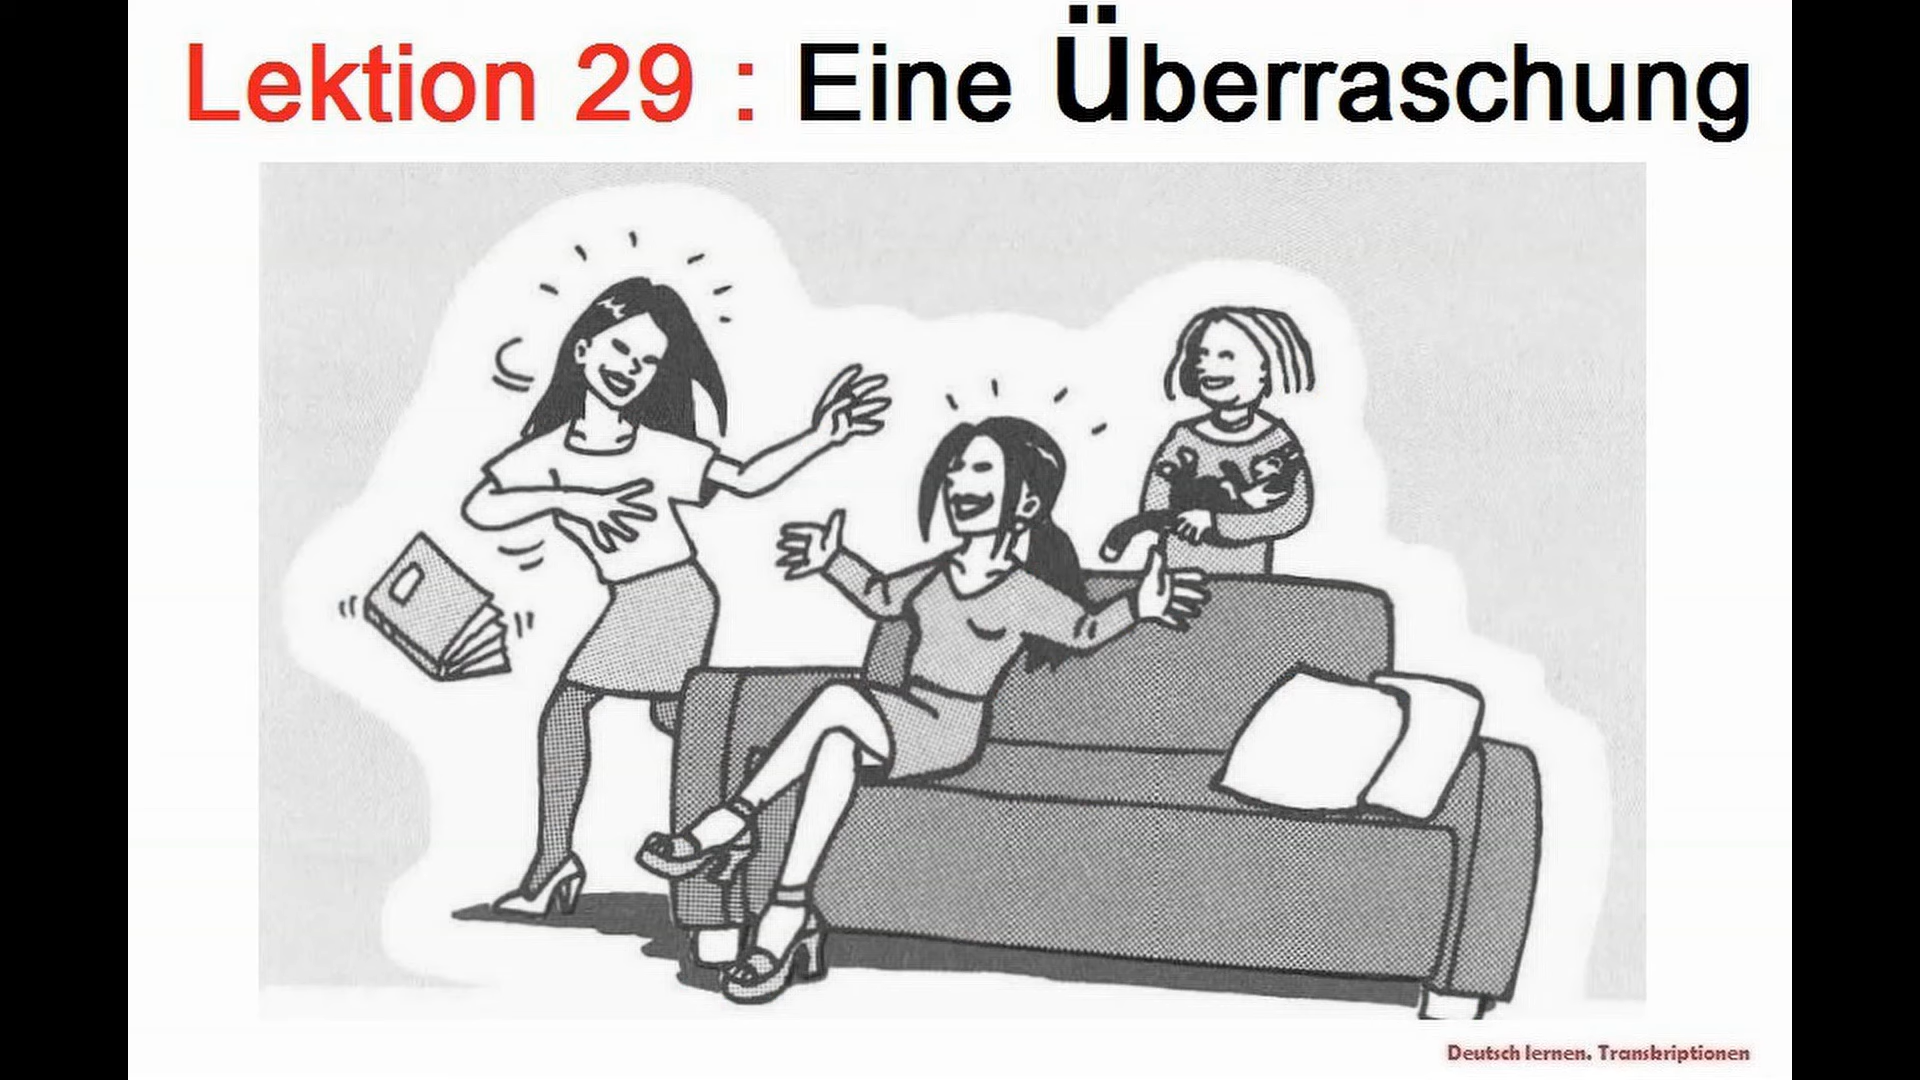 Lektion 29 : Eine Überraschung
Deutsch lernen. Transkriptionen